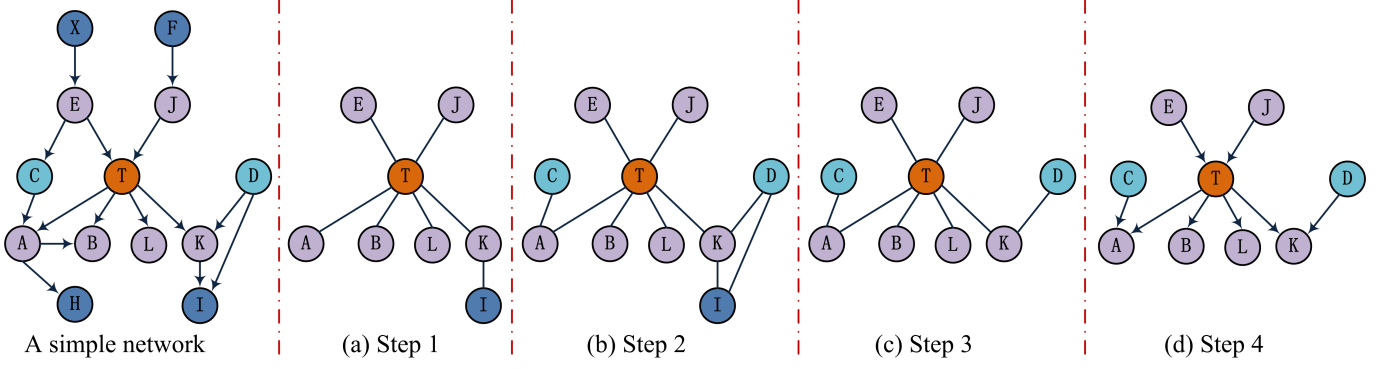 X F
E J
C T D
A B L K
H I
A simple network
E J
T
A B L K
I
(a) Step 1
E J
C T D
A B L K
I
(b) Step 2
E J
C T D
A B L K
(c) Step 3
E J
C T D
A B L K
(d) Step 4